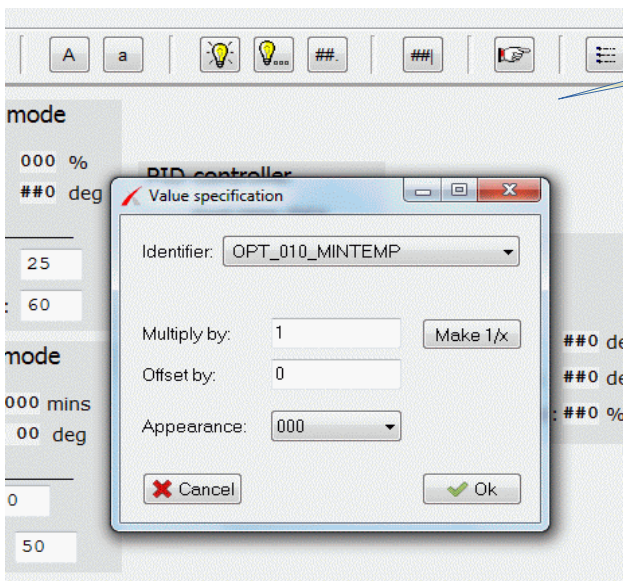 A a ##. ##|
mode
000 %
##0 deg
25
: 60
mode
000 mins
00 deg
0
50
PID controller
Value specification
Identifier: OPT_010_MINTEMP
Multiply by: 1 Make 1/x
Offset by: 0
Appearance: 000
Cancel Ok
##0 de
##0 de
: ##0 %